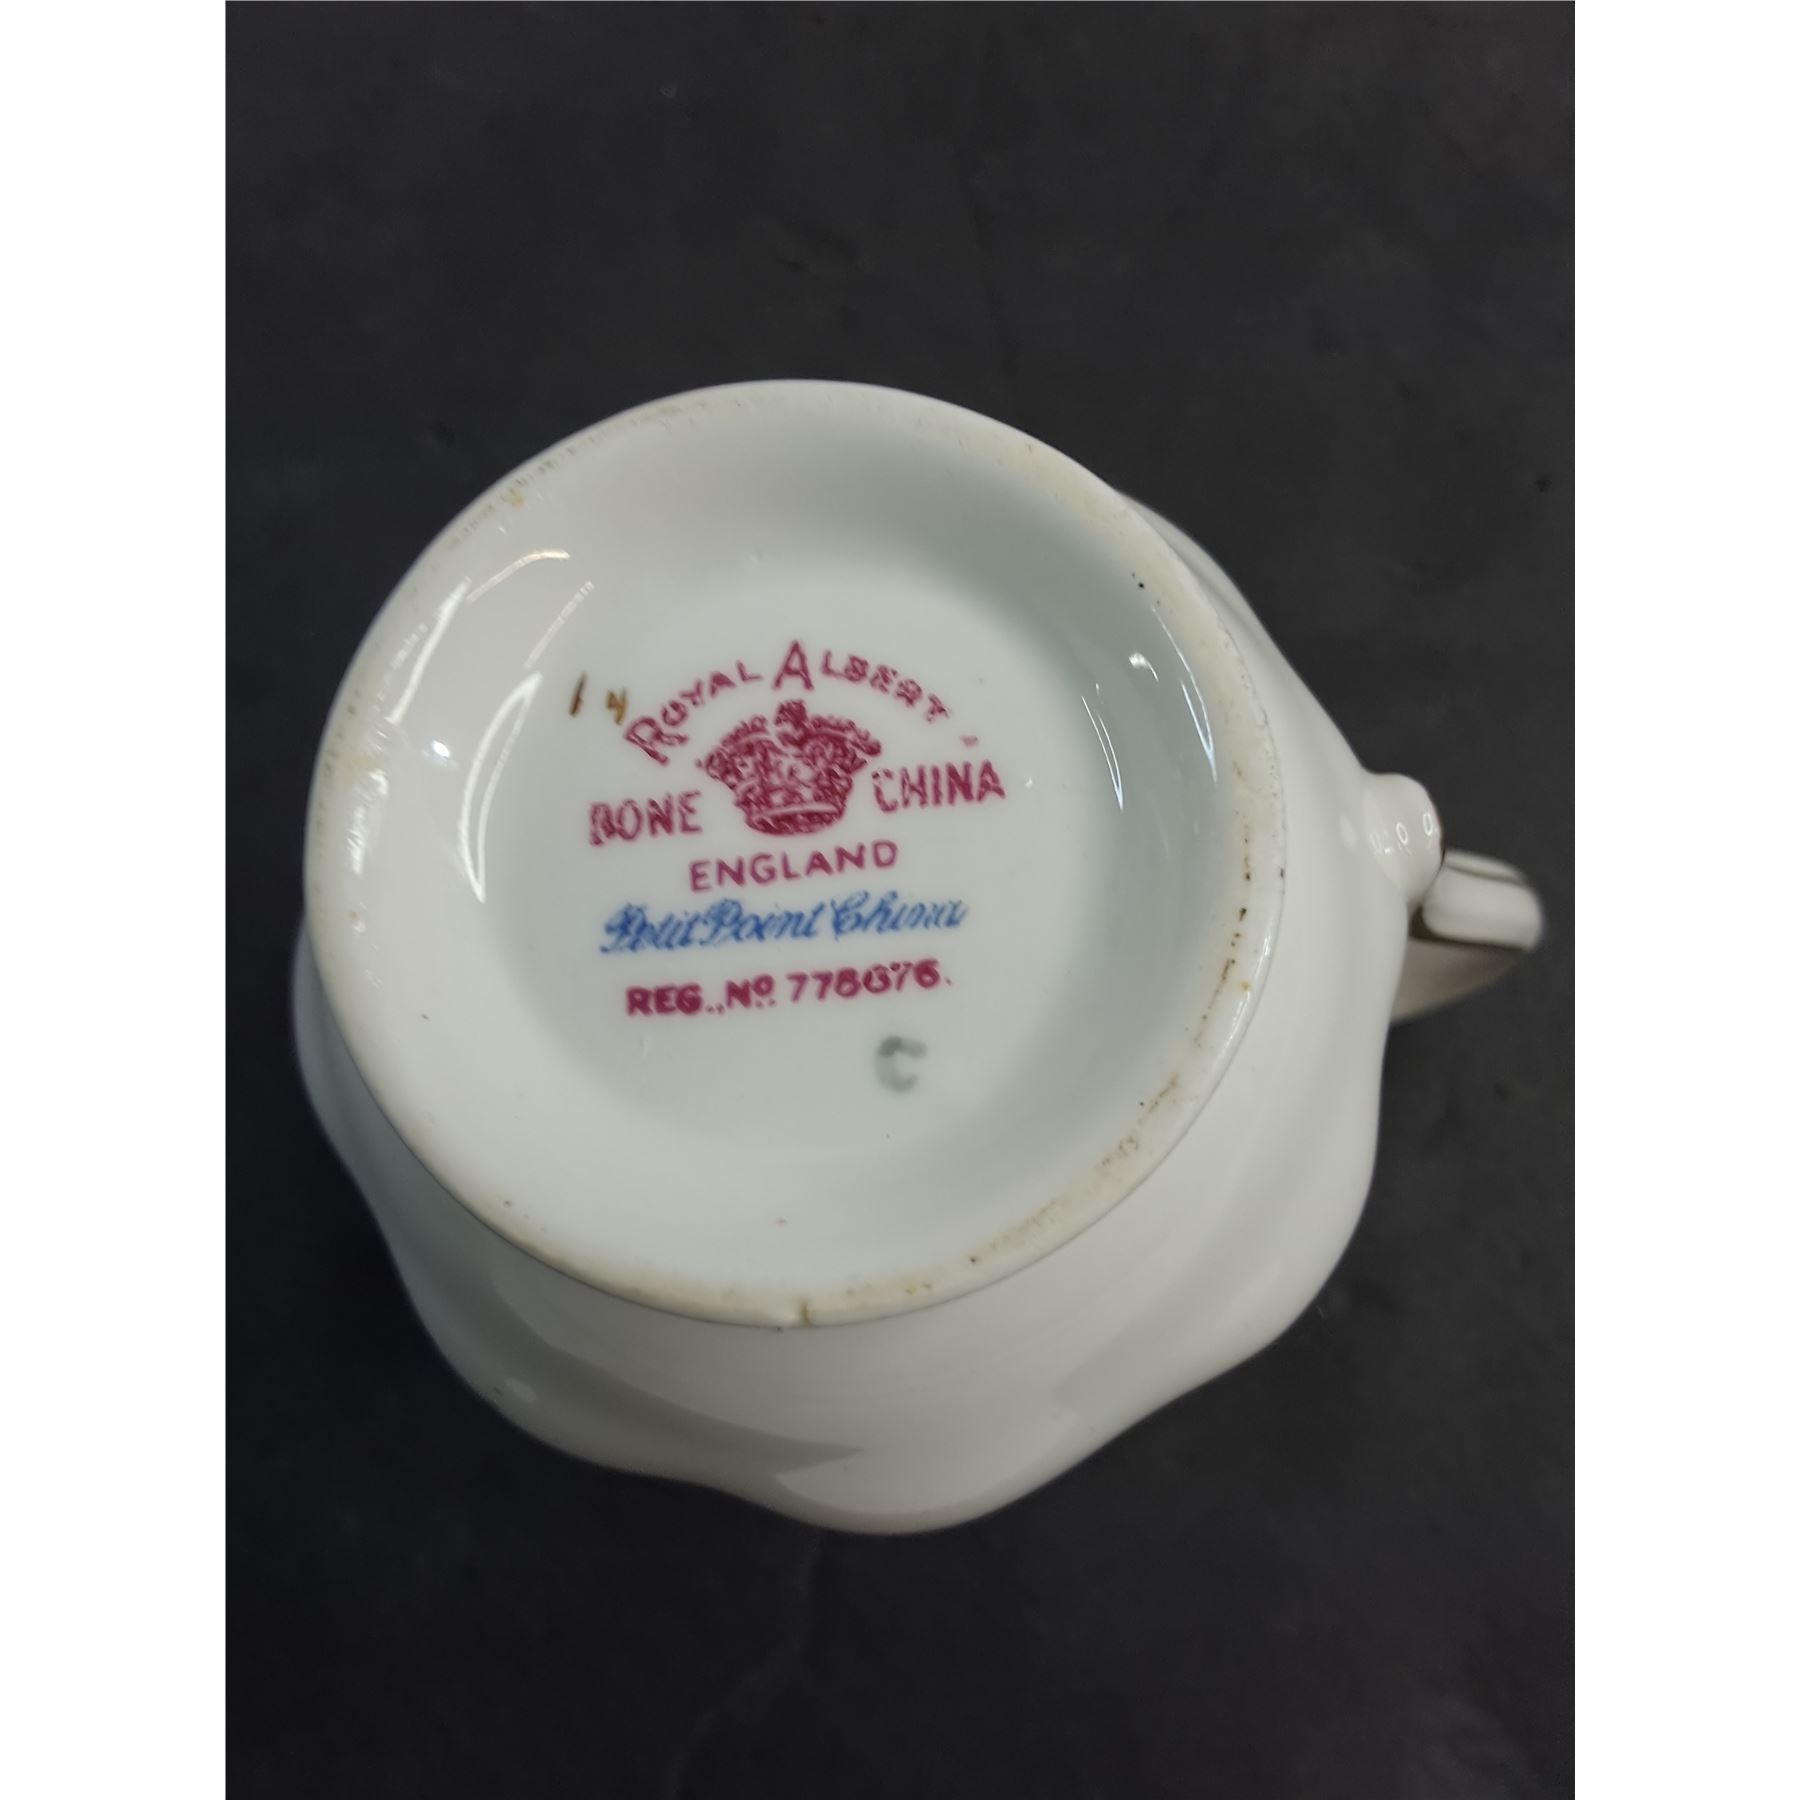 ROYAL ALBERT
BONE CHINA
ENGLAND
Petit Point China
REG., No. 778676.
C